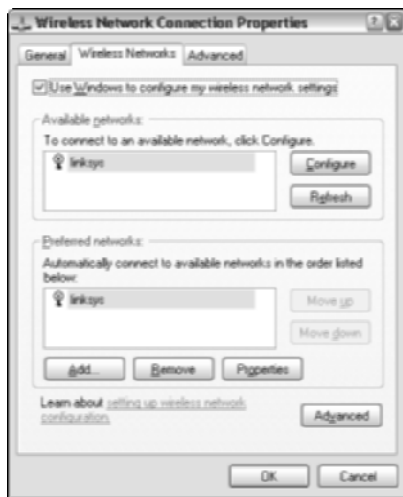 Wireless Network Connection Properties
General Wireless Networks Advanced
Use Windows to configure my wireless network settings
Available networks:
To connect to an available network, click Configure.
linksys
Configure
Refresh
Preferred networks:
Automatically connect to available networks in the order listed
below:
linksys
Move up
Move down
Add... Remove Properties
Learn about setting up wireless network
configuration.
Advanced
OK Cancel